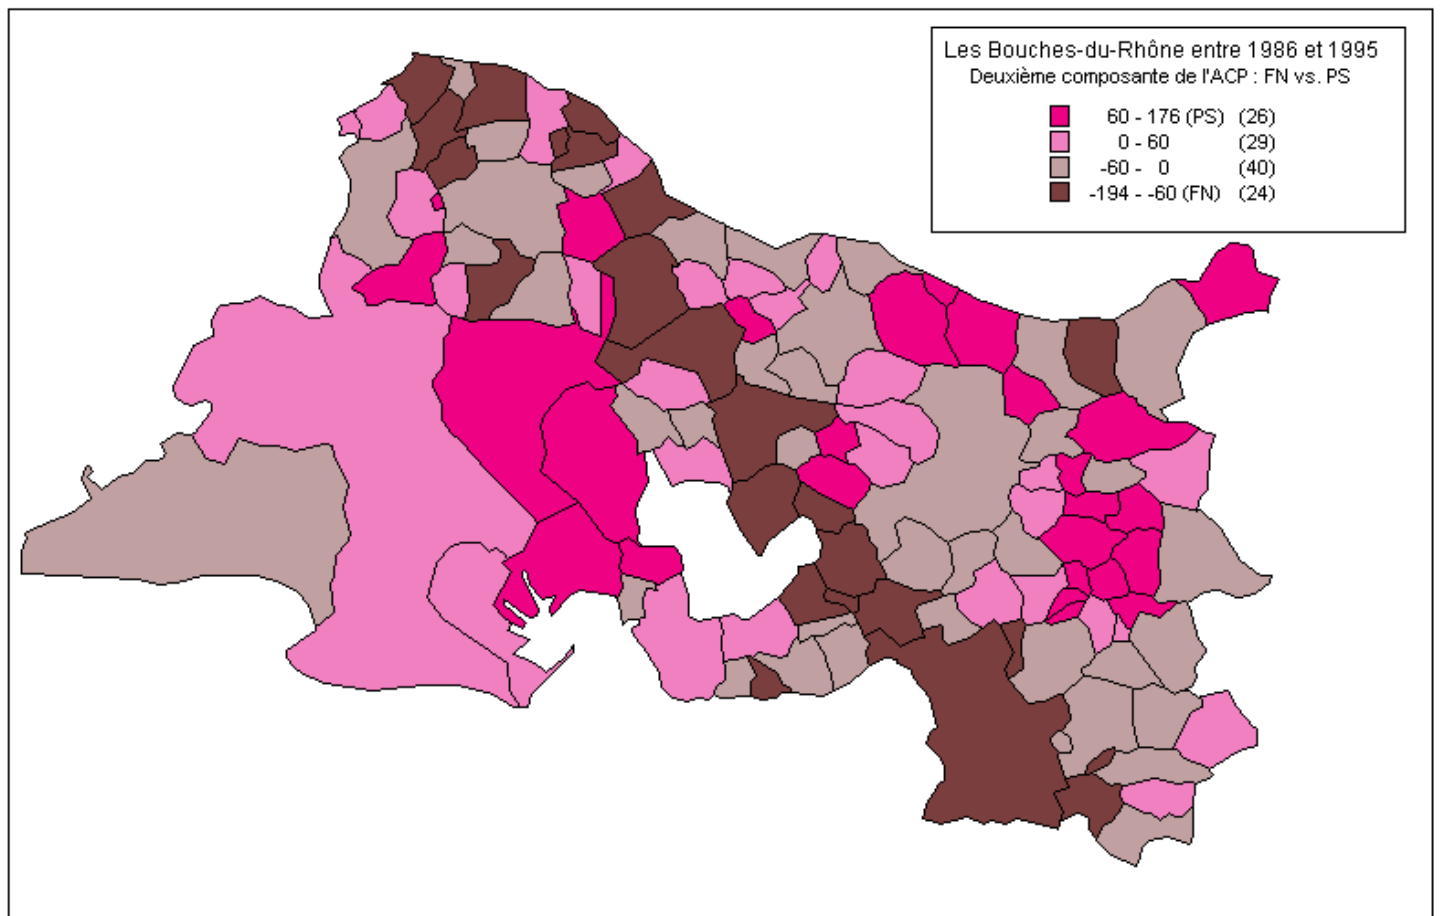 Les Bouches-du-Rhône entre 1986 et 1995
Deuxième composante de l'ACP : FN vs. PS
60 - 176 (PS) (26)
0 - 60 (29)
-60 - 0 (40)
-194 - -60 (FN) (24)